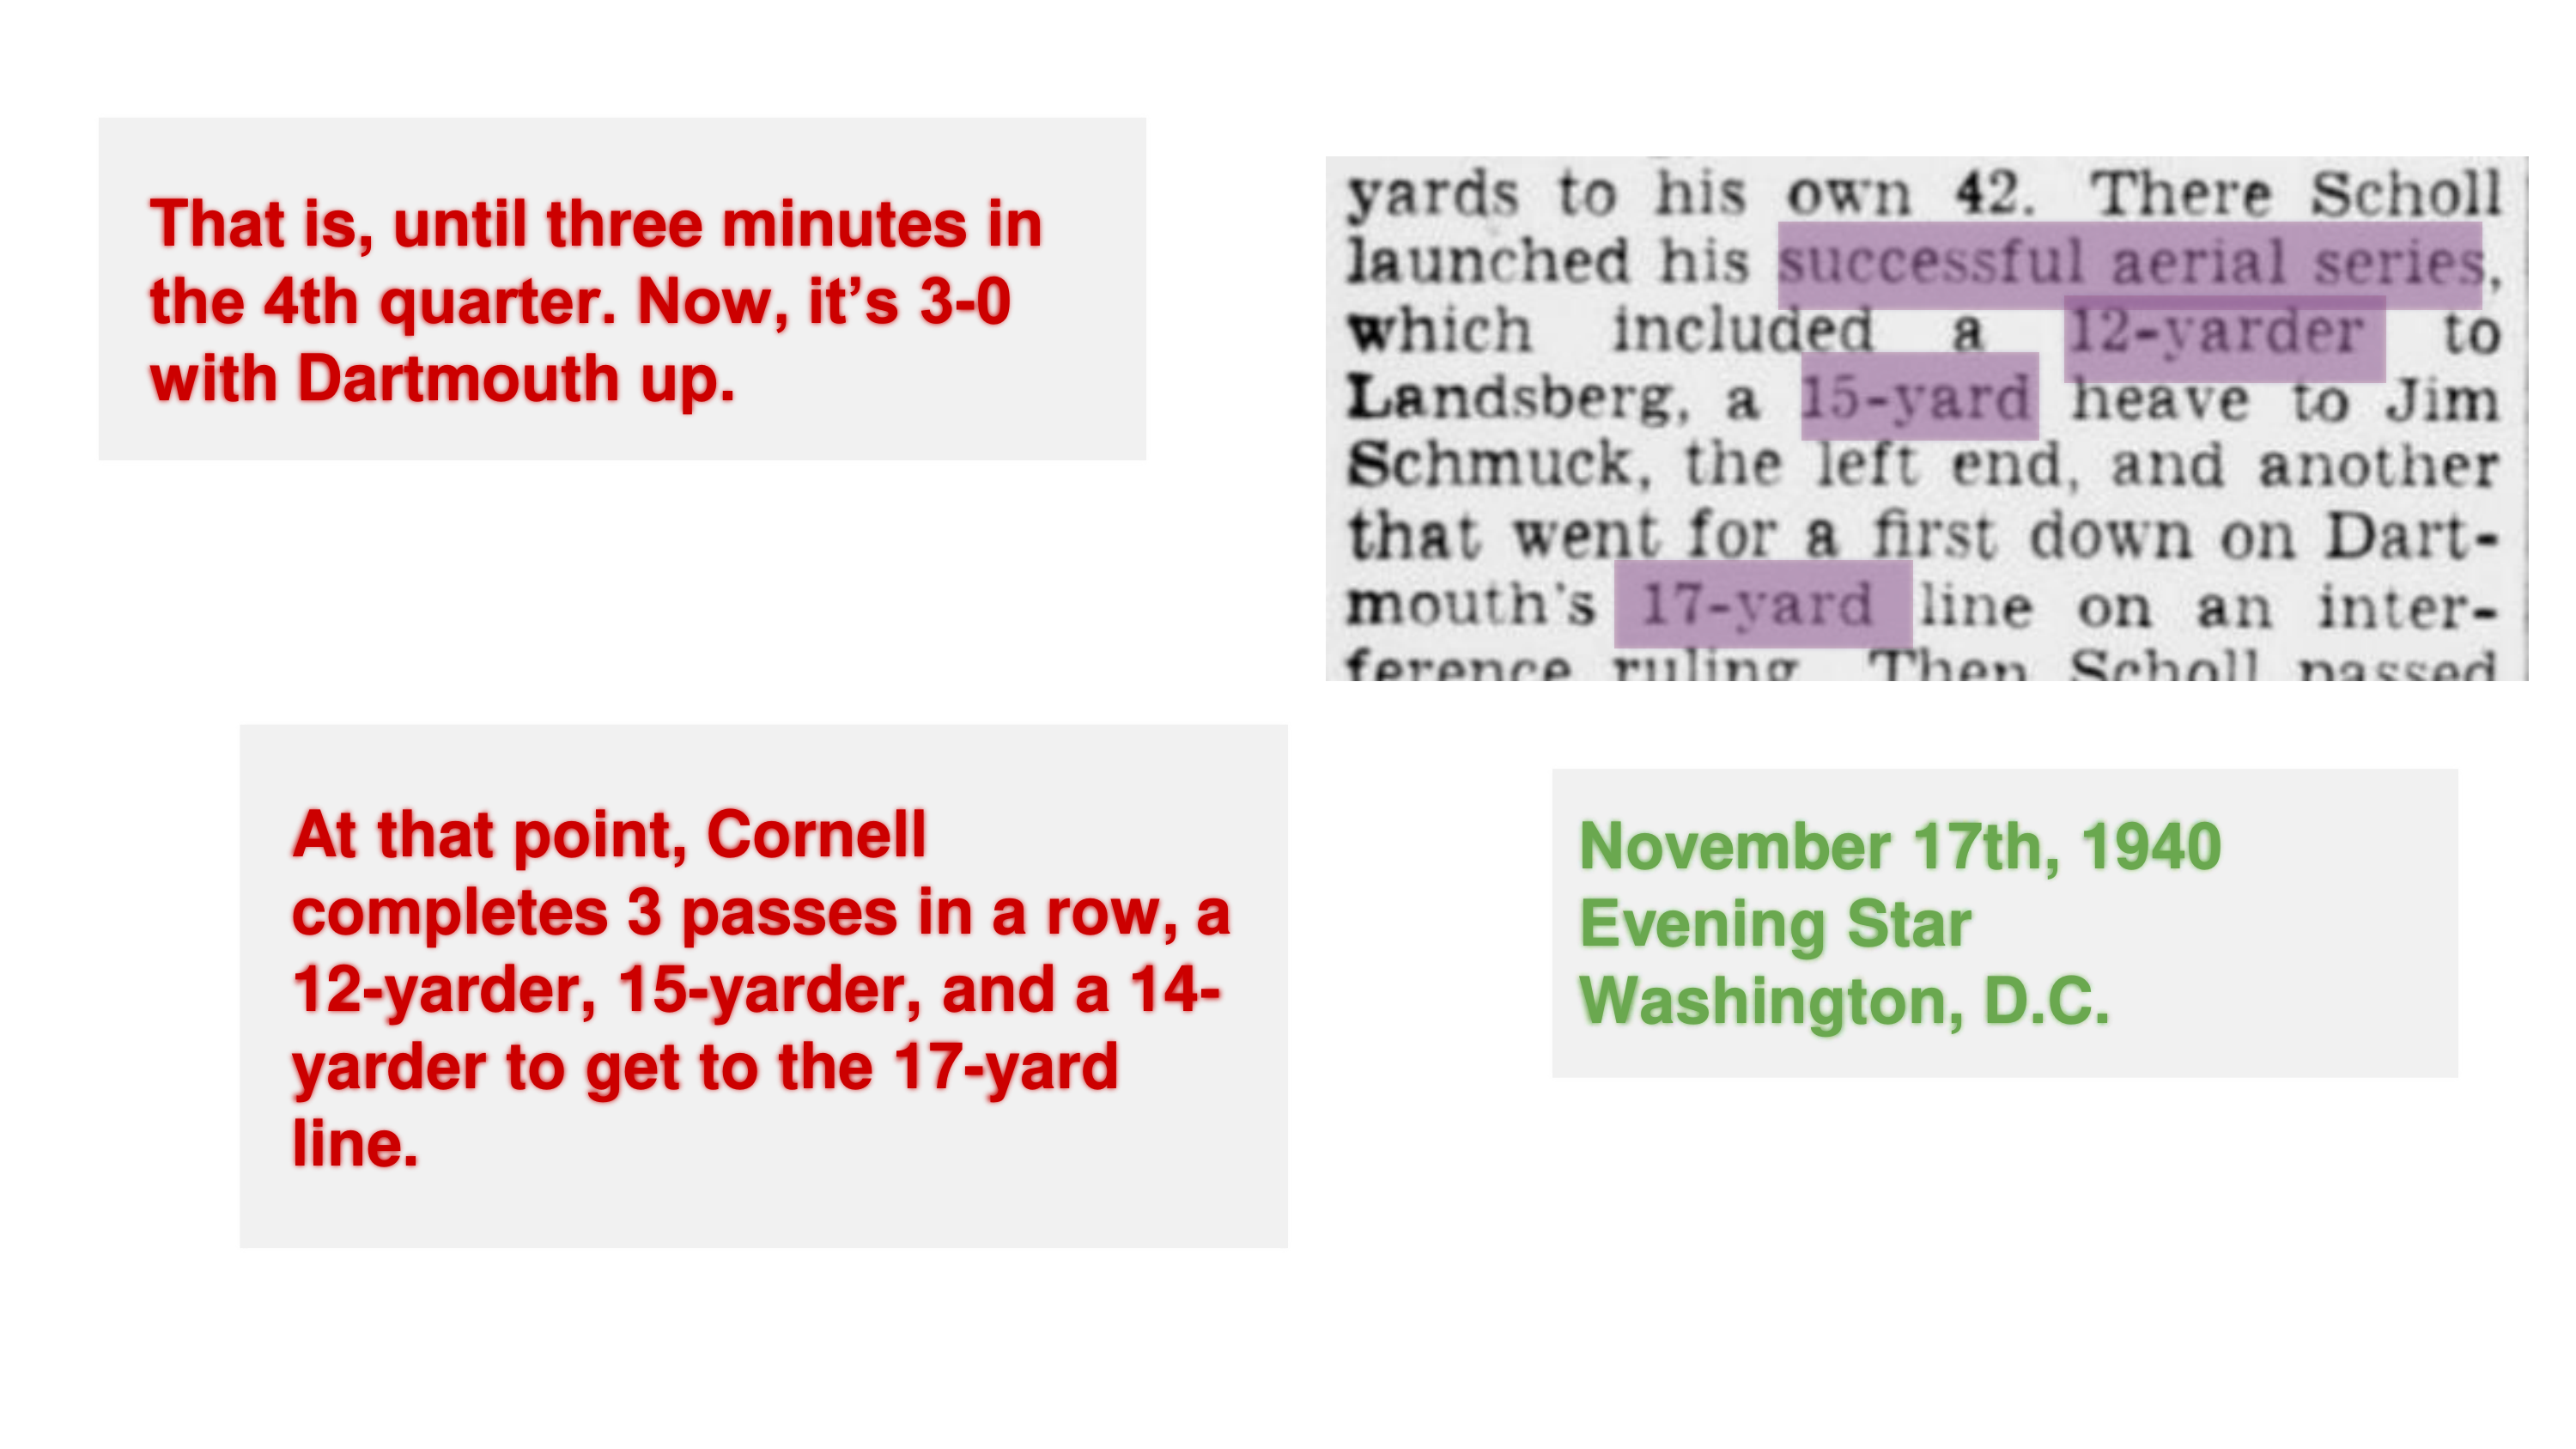 That is, until three minutes in
the 4th quarter. Now, it’s 3-0
with Dartmouth up.
yards to his own 42. There Scholl
launched his successful aerial series,
which included a 12-yarder to
Landsberg, a 15-yard heave to Jim
Schmuck, the left end, and another
that went for a first down on Dart-
mouth's 17-yard line on an inter-
ference ruling. Then Scholl passed
At that point, Cornell
completes 3 passes in a row, a
12-yarder, 15-yarder, and a 14-
yarder to get to the 17-yard
line.
November 17th, 1940
Evening Star
Washington, D.C.